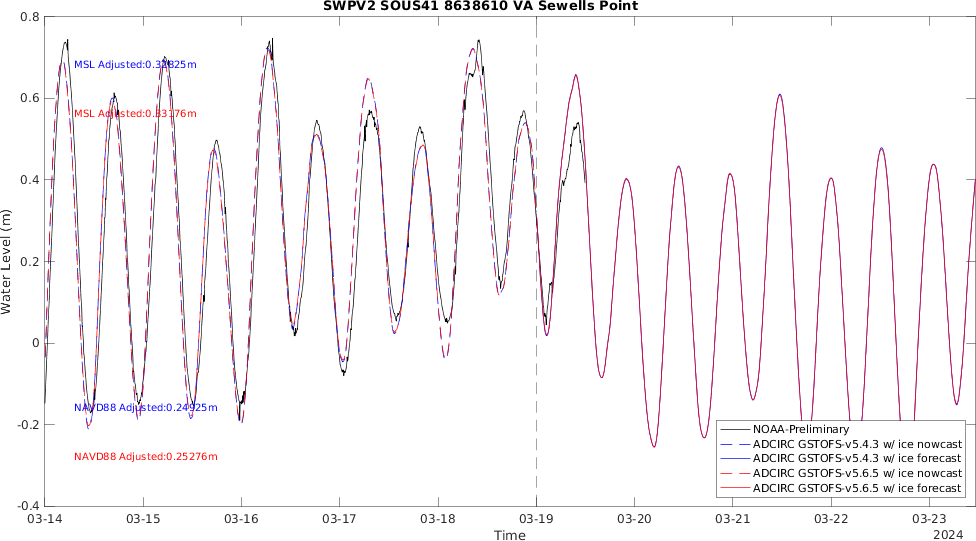 SWPV2 SOUS41 8638610 VA Sewells Point
0.8
0.6
0.4
0.2
0
-0.2
-0.4
Water Level (m)
MSL Adjusted:0.32825m
MSL Adjusted:0.33176m
NAVD88 Adjusted:0.24925m
NAVD88 Adjusted:0.25276m
NOAA-Preliminary
ADCIRC GSTOFS-v5.4.3 w/ ice nowcast
ADCIRC GSTOFS-v5.4.3 w/ ice forecast
ADCIRC GSTOFS-v5.6.5 w/ ice nowcast
ADCIRC GSTOFS-v5.6.5 w/ ice forecast
03-14 03-15 03-16 03-17 03-18 03-19 03-20 03-21 03-22 03-23
Time
2024